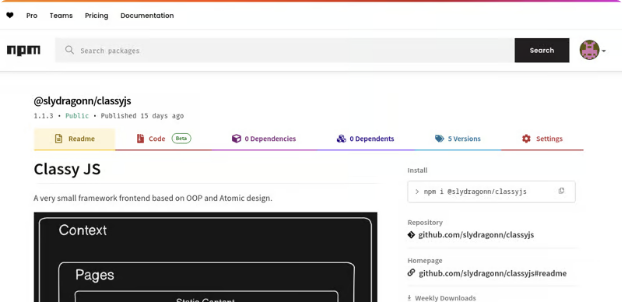 Pro Teams Pricing Documentation
npm Search packages Search
@slydragonn/classyjs
1.1.3 • Public • Published 15 days ago
Readme Code Beta 0 Dependencies 0 Dependents 5 Versions Settings
Classy JS
A very small framework frontend based on OOP and Atomic design.
Context
Pages
Static Content
Install
> npm i @slydragonn/classyjs
Repository
github.com/slydragonn/classyjs
Homepage
github.com/slydragonn/classyjs#readme
Weekly Downloads